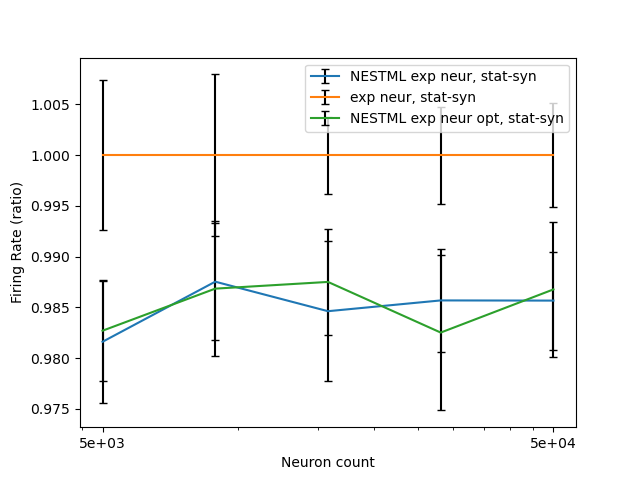 NESTML exp neur, stat-syn
exp neur, stat-syn
NESTML exp neur opt, stat-syn
1.005
1.000
0.995
0.990
0.985
0.980
0.975
Firing Rate (ratio)
5e+03
5e+04
Neuron count